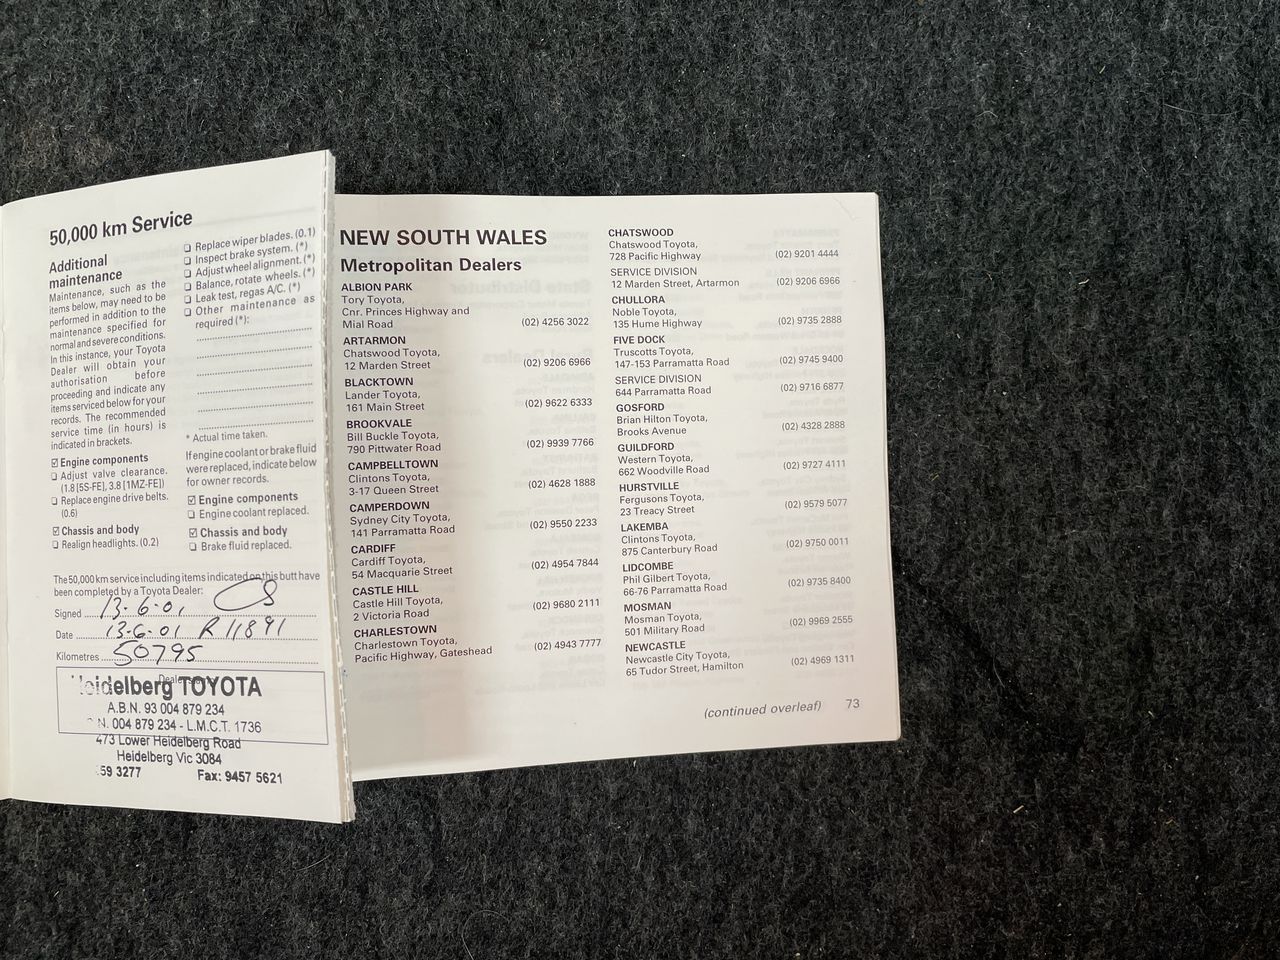 50,000 km Service
Additional
maintenance
Maintenance, such as the
items below, may need to be
performed in addition to the
maintenance specified for
normal and severe conditions.
In this instance, your Toyota
Dealer will obtain your
authorisation before
proceeding and indicate any
items serviced below for your
records. The recommended
service time (in hours) is
indicated in brackets.
☑ Engine components
❏ Adjust valve clearance.
(1.8 [5S-FE], 3.8 [1MZ-FE])
❏ Replace engine drive belts.
(0.6)
☑ Chassis and body
❏ Realign headlights. (0.2)
❏ Replace wiper blades. (0.1)
❏ Inspect brake system. (*)
❏ Adjust wheel alignment. (*)
❏ Balance, rotate wheels. (*)
❏ Leak test, regas A/C. (*)
❏ Other maintenance as
required (*):
* Actual time taken.
If engine coolant or brake fluid
were replaced, indicate below
for owner records.
☑ Engine components
❏ Engine coolant replaced.
☑ Chassis and body
❏ Brake fluid replaced.
The 50,000 km service including items indicated on this butt have
been completed by a Toyota Dealer:
Signed 13.6.01
Date 13.6.01 R 11891
Kilometres 50795
Heidelberg TOYOTA
A.B.N. 93 004 879 234
N. 004 879 234 - L.M.C.T. 1736
473 Lower Heidelberg Road
Heidelberg Vic 3084
59 3277 Fax: 9457 5621
NEW SOUTH WALES
Metropolitan Dealers
ALBION PARK
Tory Toyota,
Cnr. Princes Highway and
Mial Road (02) 4256 3022
ARTARMON
Chatswood Toyota,
12 Marden Street (02) 9206 6966
BLACKTOWN
Lander Toyota,
161 Main Street (02) 9622 6333
BROOKVALE
Bill Buckle Toyota,
790 Pittwater Road (02) 9939 7766
CAMPBELLTOWN
Clintons Toyota,
3-17 Queen Street (02) 4628 1888
CAMPERDOWN
Sydney City Toyota,
141 Parramatta Road (02) 9550 2233
CARDIFF
Cardiff Toyota,
54 Macquarie Street (02) 4954 7844
CASTLE HILL
Castle Hill Toyota,
2 Victoria Road (02) 9680 2111
CHARLESTOWN
Charlestown Toyota,
Pacific Highway, Gateshead (02) 4943 7777
CHATSWOOD
Chatswood Toyota,
728 Pacific Highway (02) 9201 4444
SERVICE DIVISION
12 Marden Street, Artarmon (02) 9206 6966
CHULLORA
Noble Toyota,
135 Hume Highway (02) 9735 2888
FIVE DOCK
Truscotts Toyota,
147-153 Parramatta Road (02) 9745 9400
SERVICE DIVISION
644 Parramatta Road (02) 9716 6877
GOSFORD
Brian Hilton Toyota,
Brooks Avenue (02) 4328 2888
GUILDFORD
Western Toyota,
662 Woodville Road (02) 9727 4111
HURSTVILLE
Fergusons Toyota,
23 Treacy Street (02) 9579 5077
LAKEMBA
Clintons Toyota,
875 Canterbury Road (02) 9750 0011
LIDCOMBE
Phil Gilbert Toyota,
66-76 Parramatta Road (02) 9735 8400
MOSMAN
Mosman Toyota,
501 Military Road (02) 9969 2555
NEWCASTLE
Newcastle City Toyota,
65 Tudor Street, Hamilton (02) 4969 1311
(continued overleaf) 73